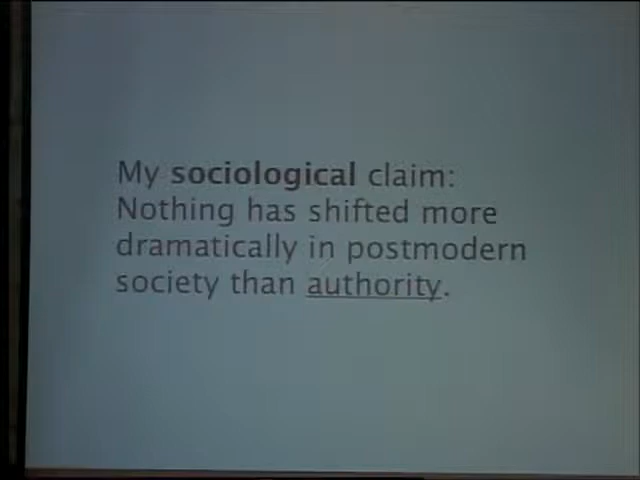 My sociological claim:
Nothing has shifted more
dramatically in postmodern
society than authority.